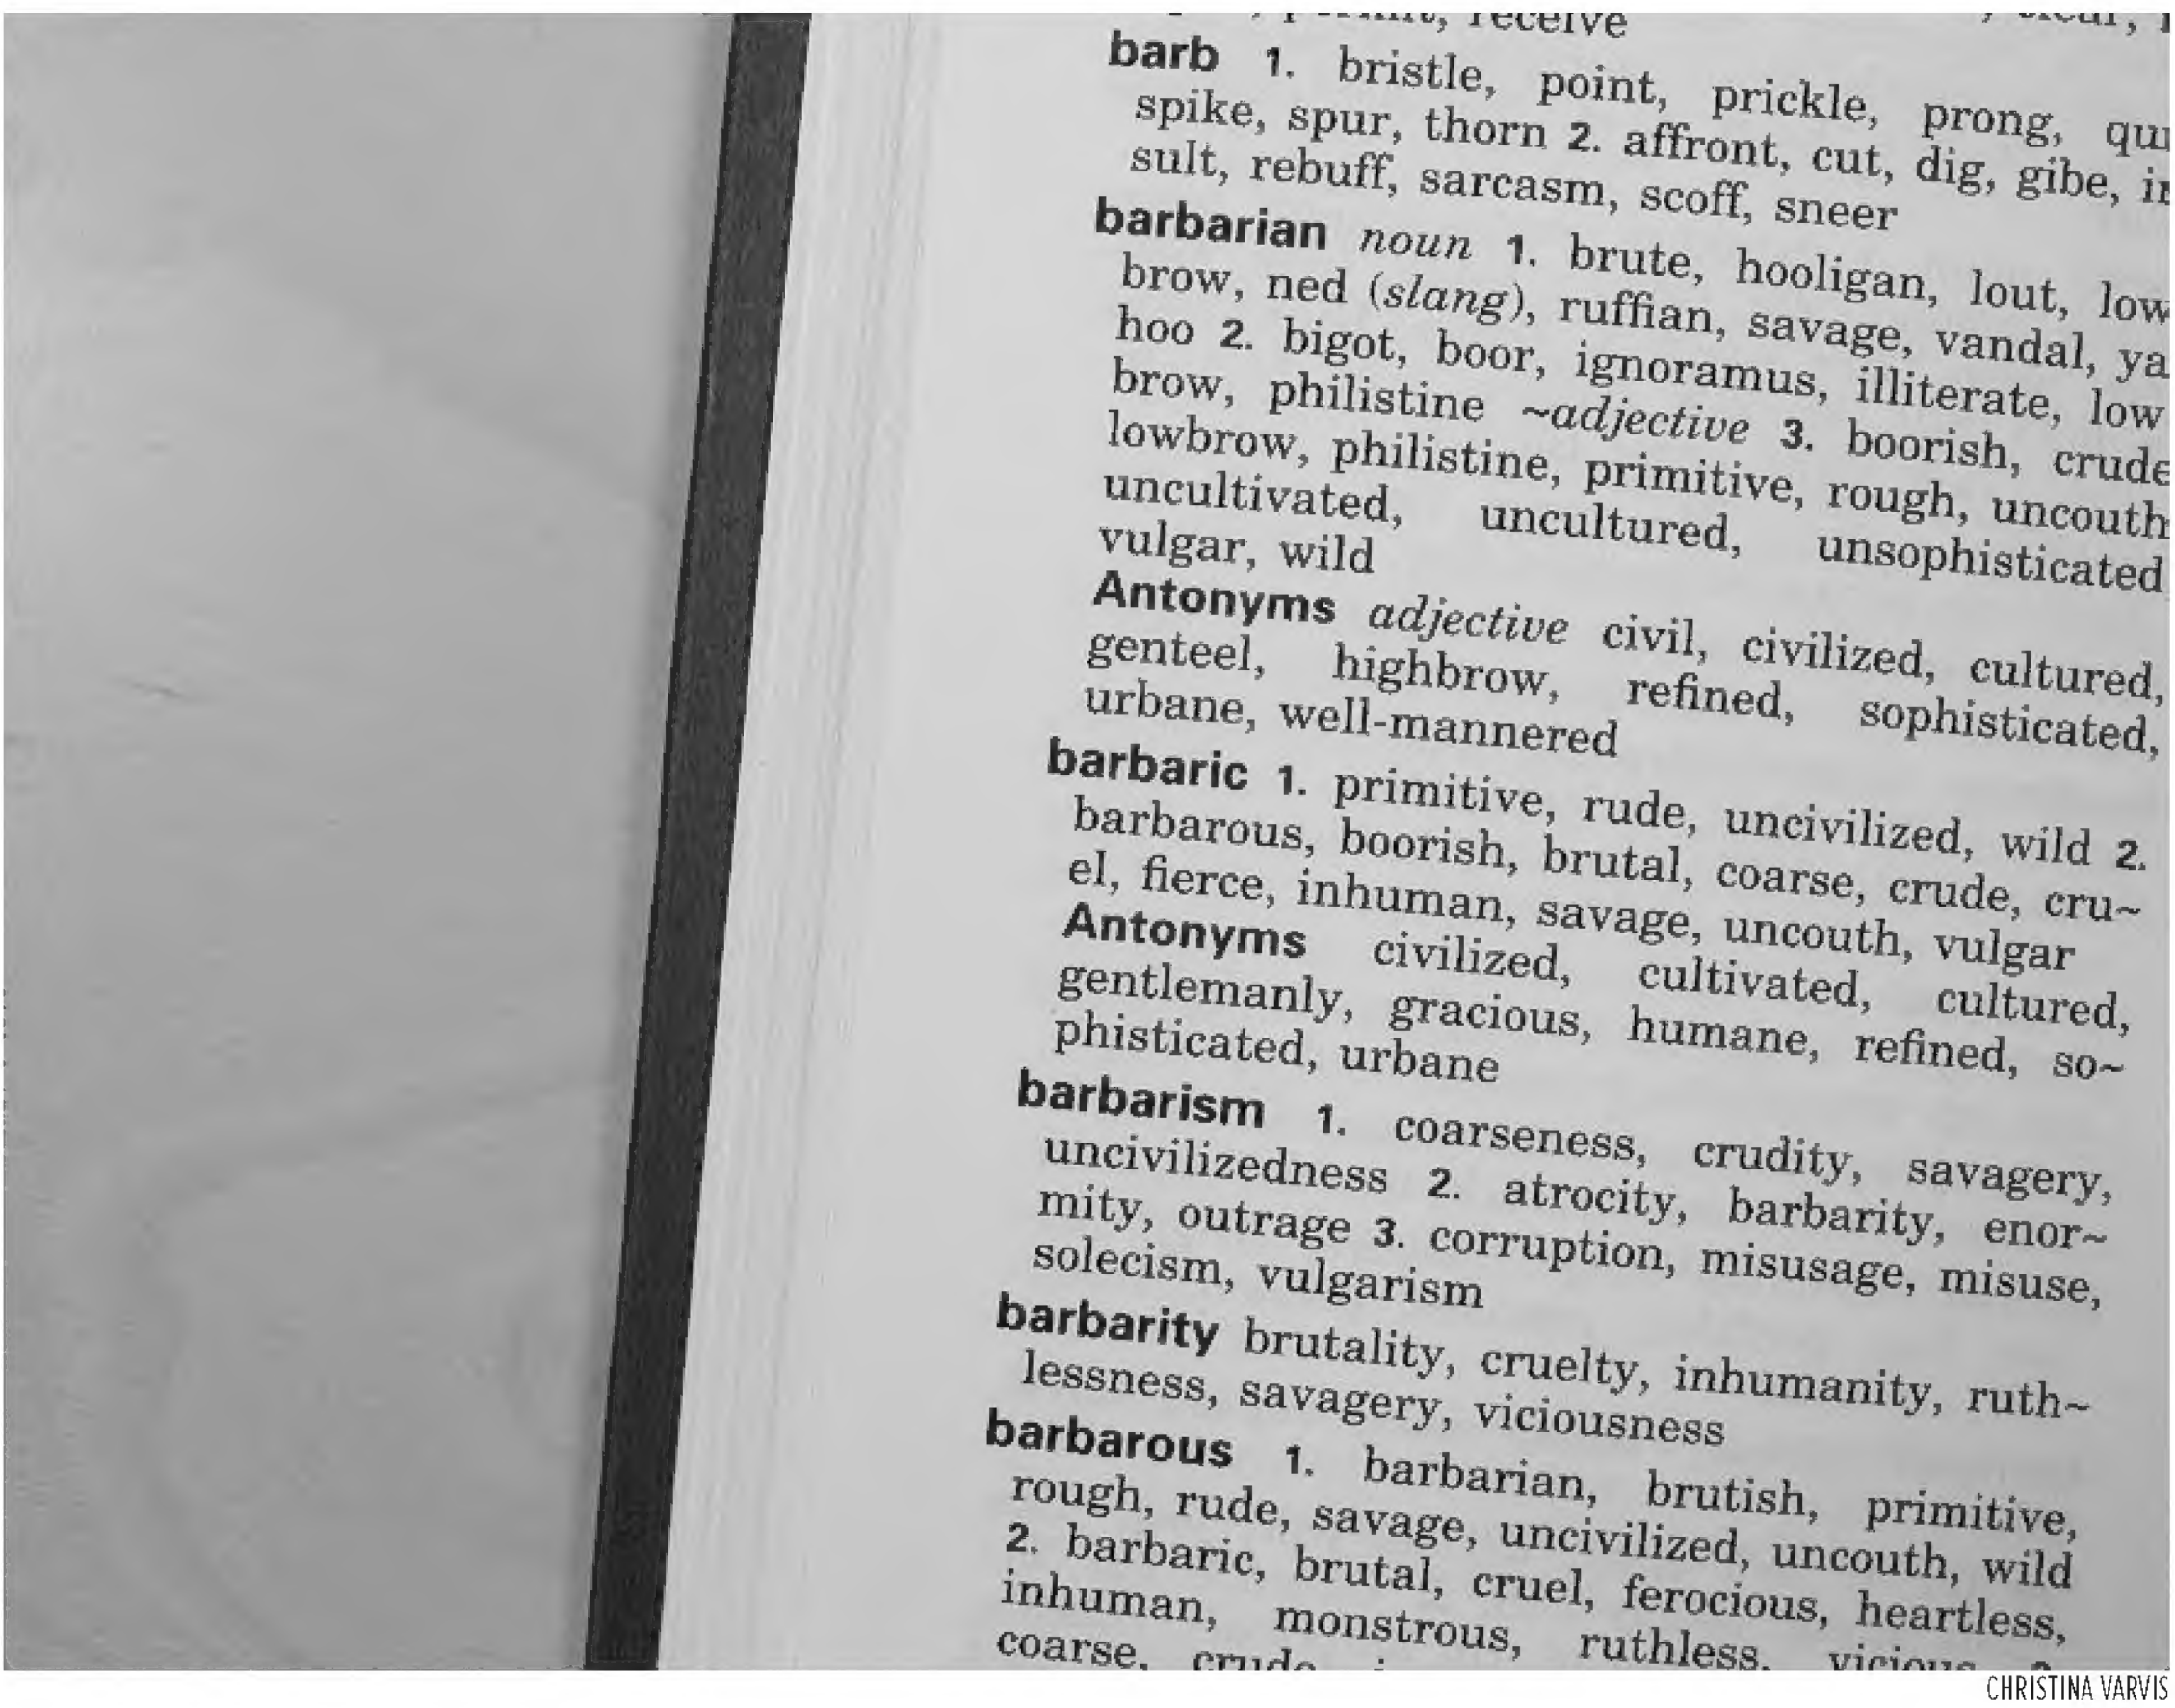 receive
barb 1. bristle, point, prickle, prong,
spike, spur, thorn 2. affront, cut, dig, gibe,
sult, rebuff, sarcasm, scoff, sneer
barbarian noun 1. brute, hooligan, lout, low
brow, ned (slang), ruffian, savage, vandal, ya
hoo 2. bigot, boor, ignoramus, illiterate, low
brow, philistine ~adjective 3. boorish, crude
lowbrow, philistine, primitive, rough, uncouth
uncultivated, uncultured, unsophisticated
vulgar, wild
Antonyms adjective civil, civilized, cultured,
genteel, highbrow, refined, sophisticated,
urbane, well-mannered
barbaric 1. primitive, rude, uncivilized, wild 2.
barbarous, boorish, brutal, coarse, crude, cru~
el, fierce, inhuman, savage, uncouth, vulgar
Antonyms civilized, cultivated, cultured,
gentlemanly, gracious, humane, refined, so~
phisticated, urbane
barbarism 1. coarseness, crudity, savagery,
uncivilizedness 2. atrocity, barbarity, enor~
mity, outrage 3. corruption, misusage, misuse,
solecism, vulgarism
barbarity brutality, cruelty, inhumanity, ruth~
lessness, savagery, viciousness
barbarous 1. barbarian, brutish, primitive,
rough, rude, savage, uncivilized, uncouth, wild
2. barbaric, brutal, cruel, ferocious, heartless,
inhuman, monstrous, ruthless, vicious
coarse, crude
CHRISTINA VARVIS